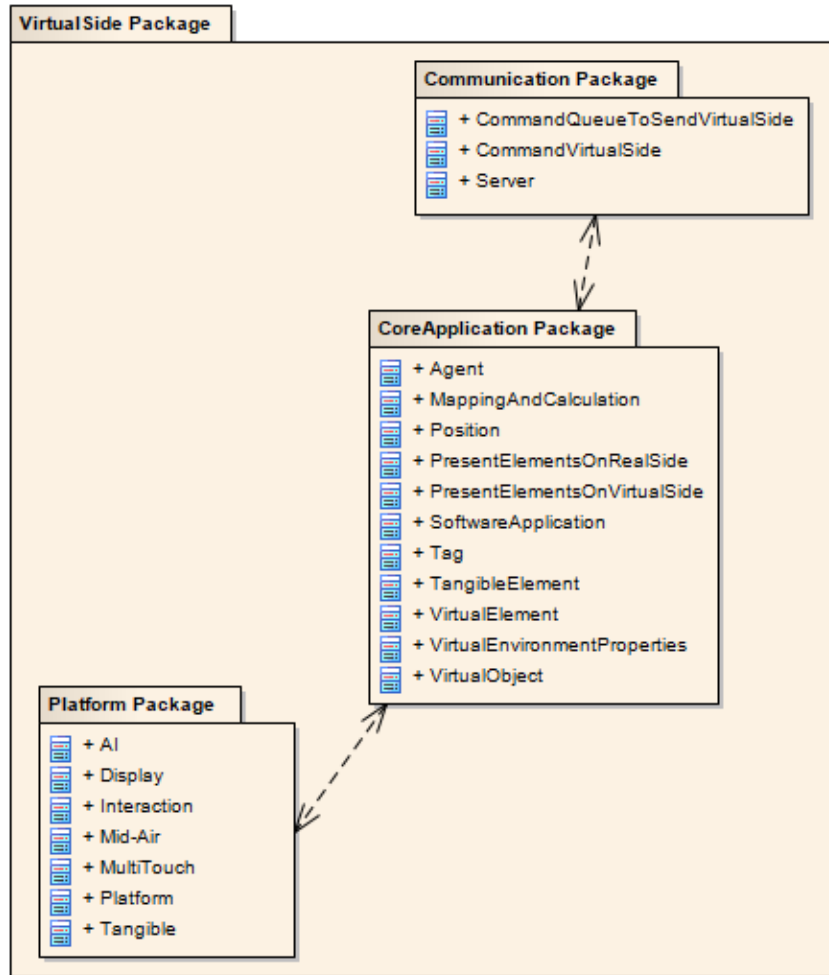 VirtualSide Package
Communication Package
+ CommandQueueToSendVirtualSide
+ CommandVirtualSide
+ Server
CoreApplication Package
+ Agent
+ MappingAndCalculation
+ Position
+ PresentElementsOnRealSide
+ PresentElementsOnVirtualSide
+ SoftwareApplication
+ Tag
+ TangibleElement
+ VirtualElement
+ VirtualEnvironmentProperties
+ VirtualObject
Platform Package
+ AI
+ Display
+ Interaction
+ Mid-Air
+ MultiTouch
+ Platform
+ Tangible